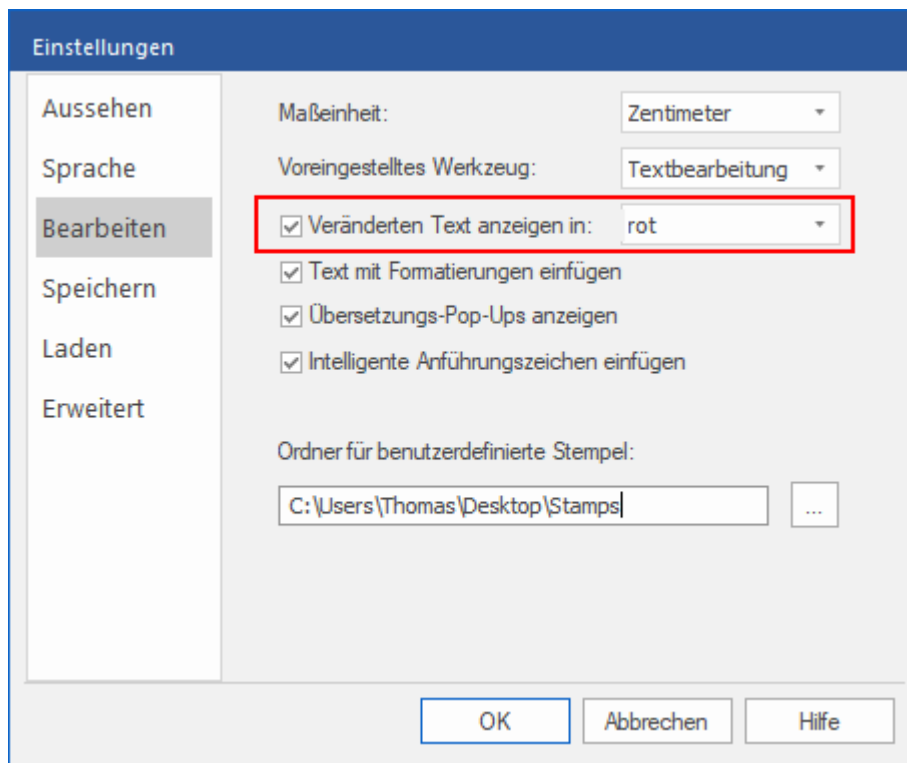 Einstellungen
Aussehen
Sprache
Bearbeiten
Speichern
Laden
Erweitert
Maßeinheit: Zentimeter
Voreingestelltes Werkzeug: Textbearbeitung
Veränderten Text anzeigen in: rot
Text mit Formatierungen einfügen
Übersetzungs-Pop-Ups anzeigen
Intelligente Anführungszeichen einfügen
Ordner für benutzerdefinierte Stempel:
C:\Users\Thomas\Desktop\Stamps ...
OK Abbrechen Hilfe